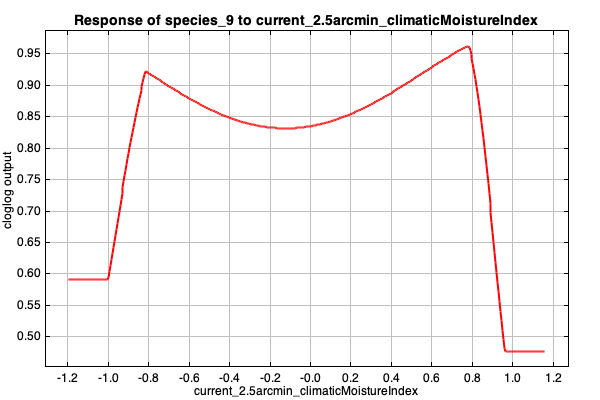 Response of species_9 to current_2.5arcmin_climaticMoistureIndex
0.95
0.90
0.85
0.80
0.75
0.70
0.65
0.60
0.55
0.50
cloglog output
-1.2 -1.0 -0.8 -0.6 -0.4 -0.2 -0.0 0.2 0.4 0.6 0.8 1.0 1.2
current_2.5arcmin_climaticMoistureIndex